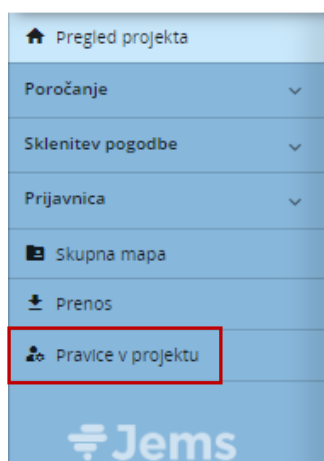 Pregled projekta
Poročanje
Sklenitev pogodbe
Prijavnica
Skupna mapa
Prenos
Pravice v projektu
Jems